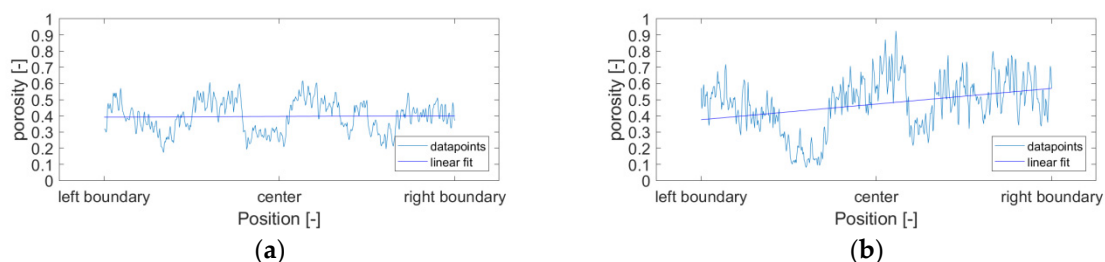 1
0.9
0.8
0.7
0.6
0.5
0.4
0.3
0.2
0.1
0
porosity [-]
datapoints
linear fit
left boundary
center
right boundary
Position [-]
(a)
1
0.9
0.8
0.7
0.6
0.5
0.4
0.3
0.2
0.1
0
porosity [-]
datapoints
linear fit
left boundary
center
right boundary
Position [-]
(b)